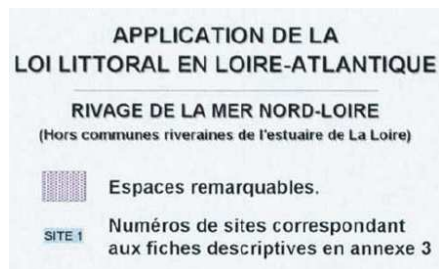 APPLICATION DE LA
LOI LITTORAL EN LOIRE-ATLANTIQUE
RIVAGE DE LA MER NORD-LOIRE
(Hors communes riveraines de l'estuaire de La Loire)
Espaces remarquables.
SITE 1
Numéros de sites correspondant
aux fiches descriptives en annexe 3